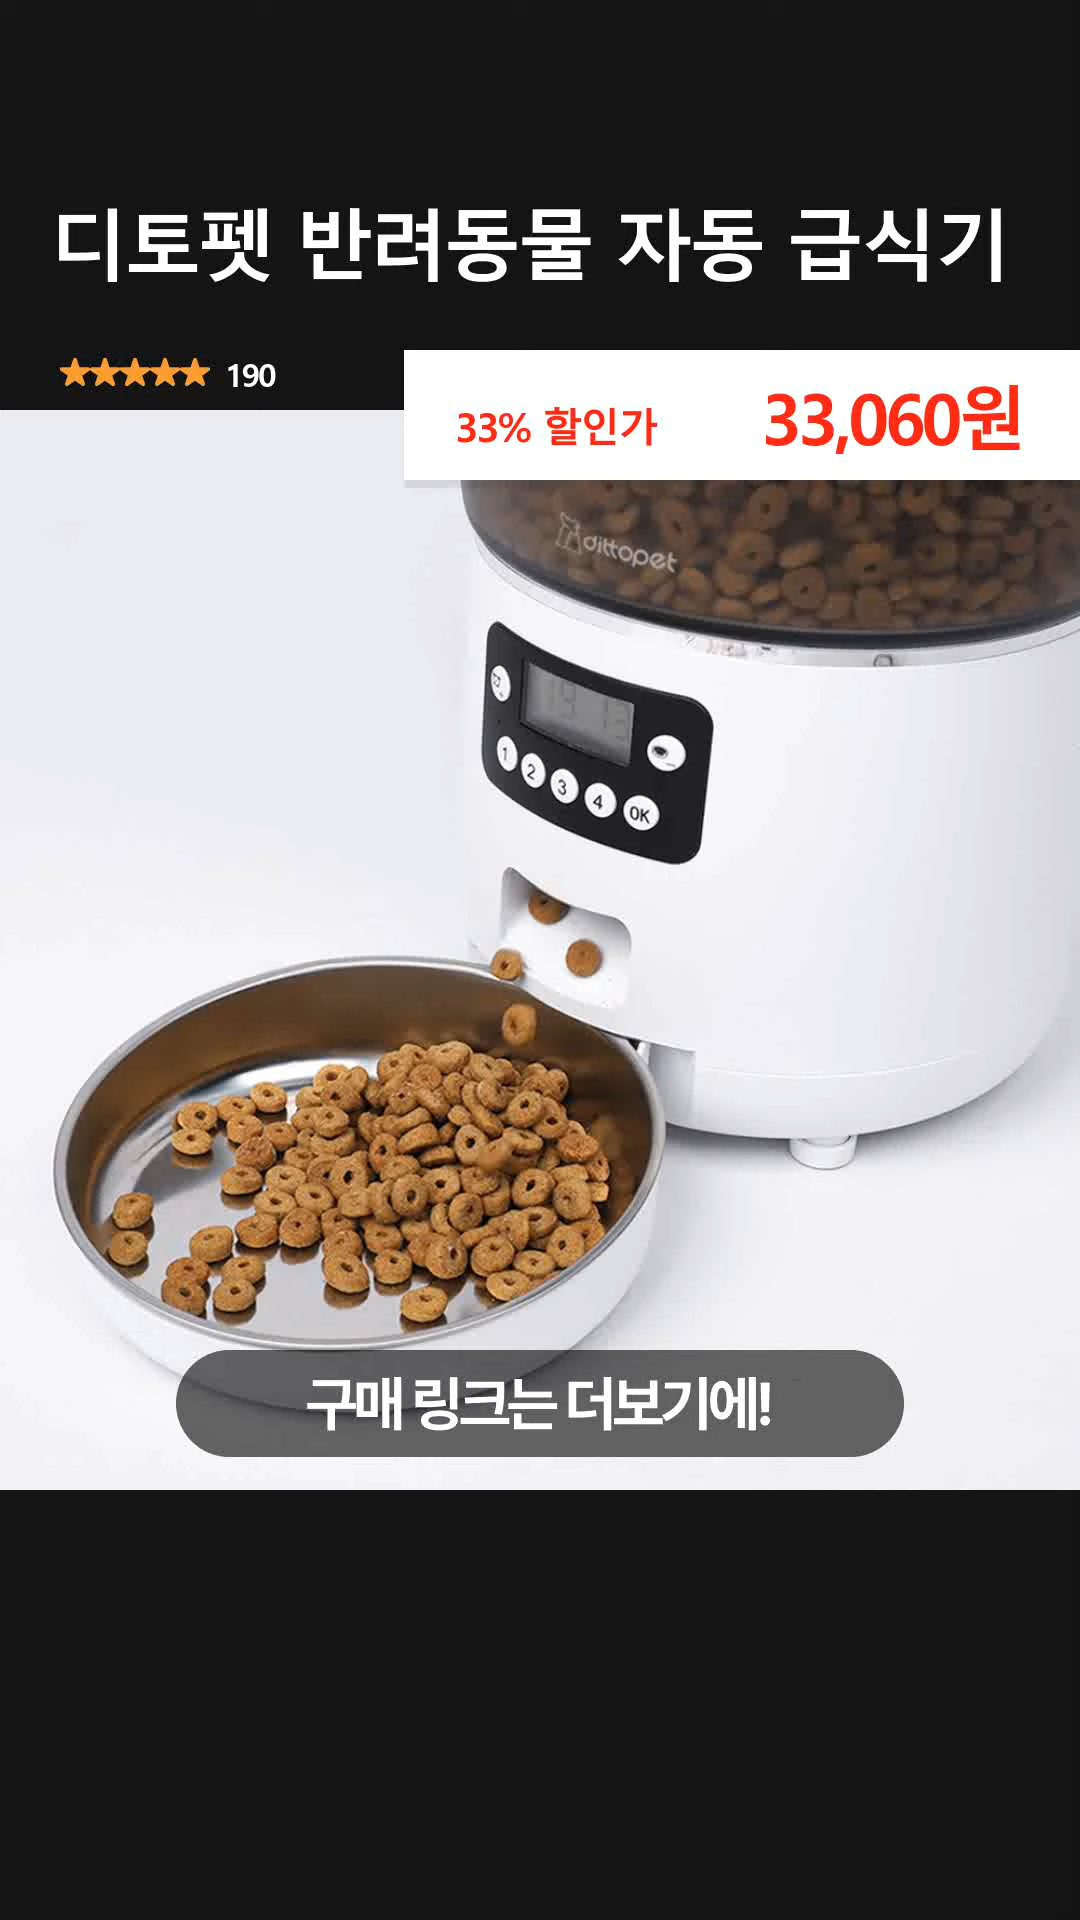 디토펫 반려동물 자동 급식기
190
33% 할인가 33,060원
dittopet
1 2 3 4 OK
구매 링크는 더보기에!